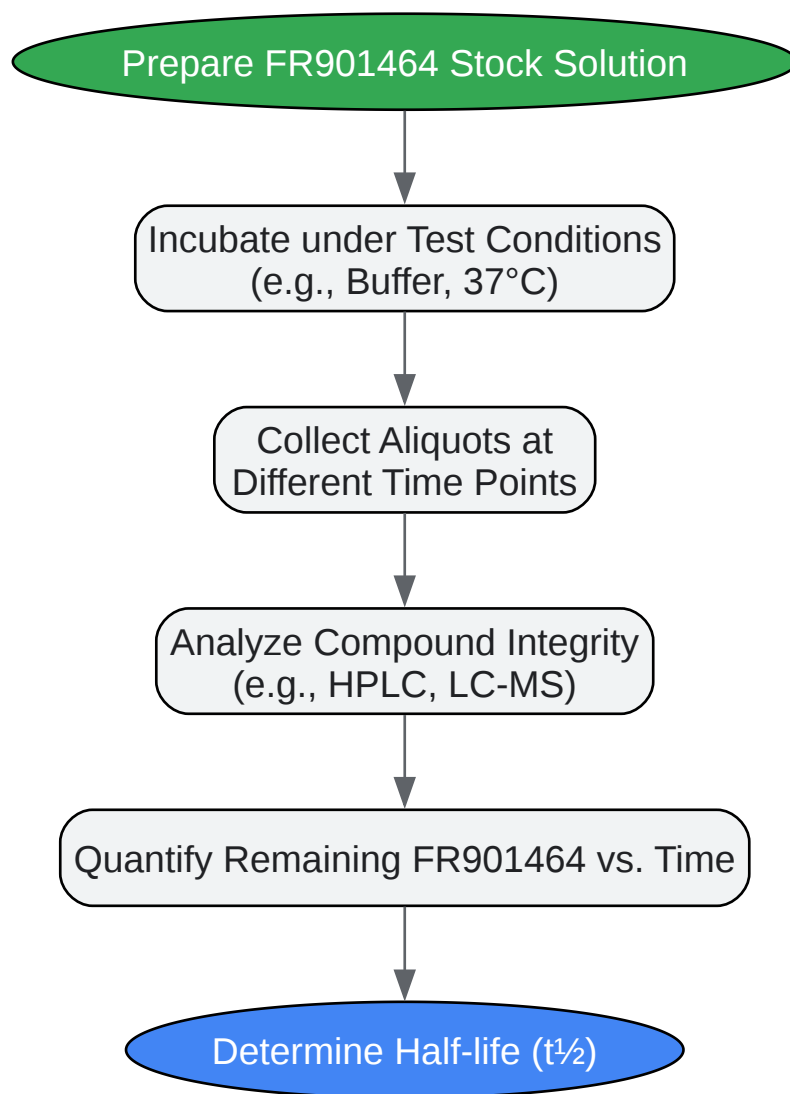 Prepare FR901464 Stock Solution
Incubate under Test Conditions
(e.g., Buffer, 37°C)
Collect Aliquots at
Different Time Points
Analyze Compound Integrity
(e.g., HPLC, LC-MS)
Quantify Remaining FR901464 vs. Time
Determine Half-life (t½)